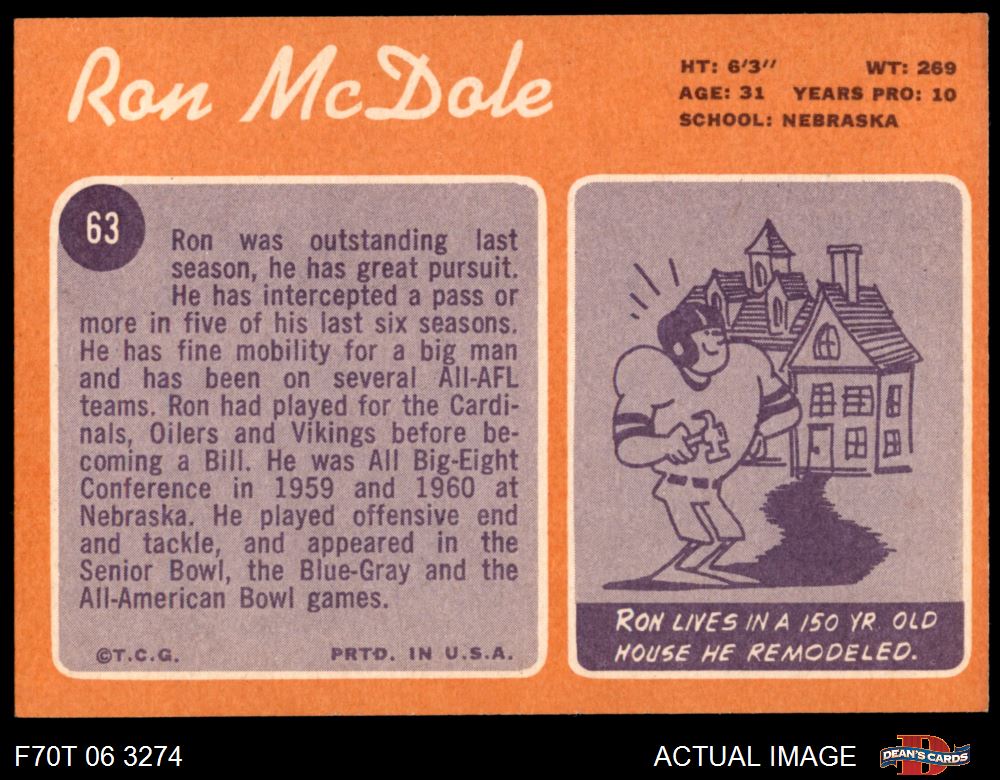 Ron McDole
HT: 6'3'' WT: 269
AGE: 31 YEARS PRO: 10
SCHOOL: NEBRASKA
63
Ron was outstanding last
season, he has great pursuit.
He has intercepted a pass or
more in five of his last six seasons.
He has fine mobility for a big man
and has been on several All-AFL
teams. Ron had played for the Cardi-
nals, Oilers and Vikings before be-
coming a Bill. He was All Big-Eight
Conference in 1959 and 1960 at
Nebraska. He played offensive end
and tackle, and appeared in the
Senior Bowl, the Blue-Gray and the
All-American Bowl games.
©T.C.G. PRTD. IN U.S.A.
RON LIVES IN A 150 YR. OLD
HOUSE HE REMODELED.
F70T 06 3274
ACTUAL IMAGE
D
DEAN'S CARDS